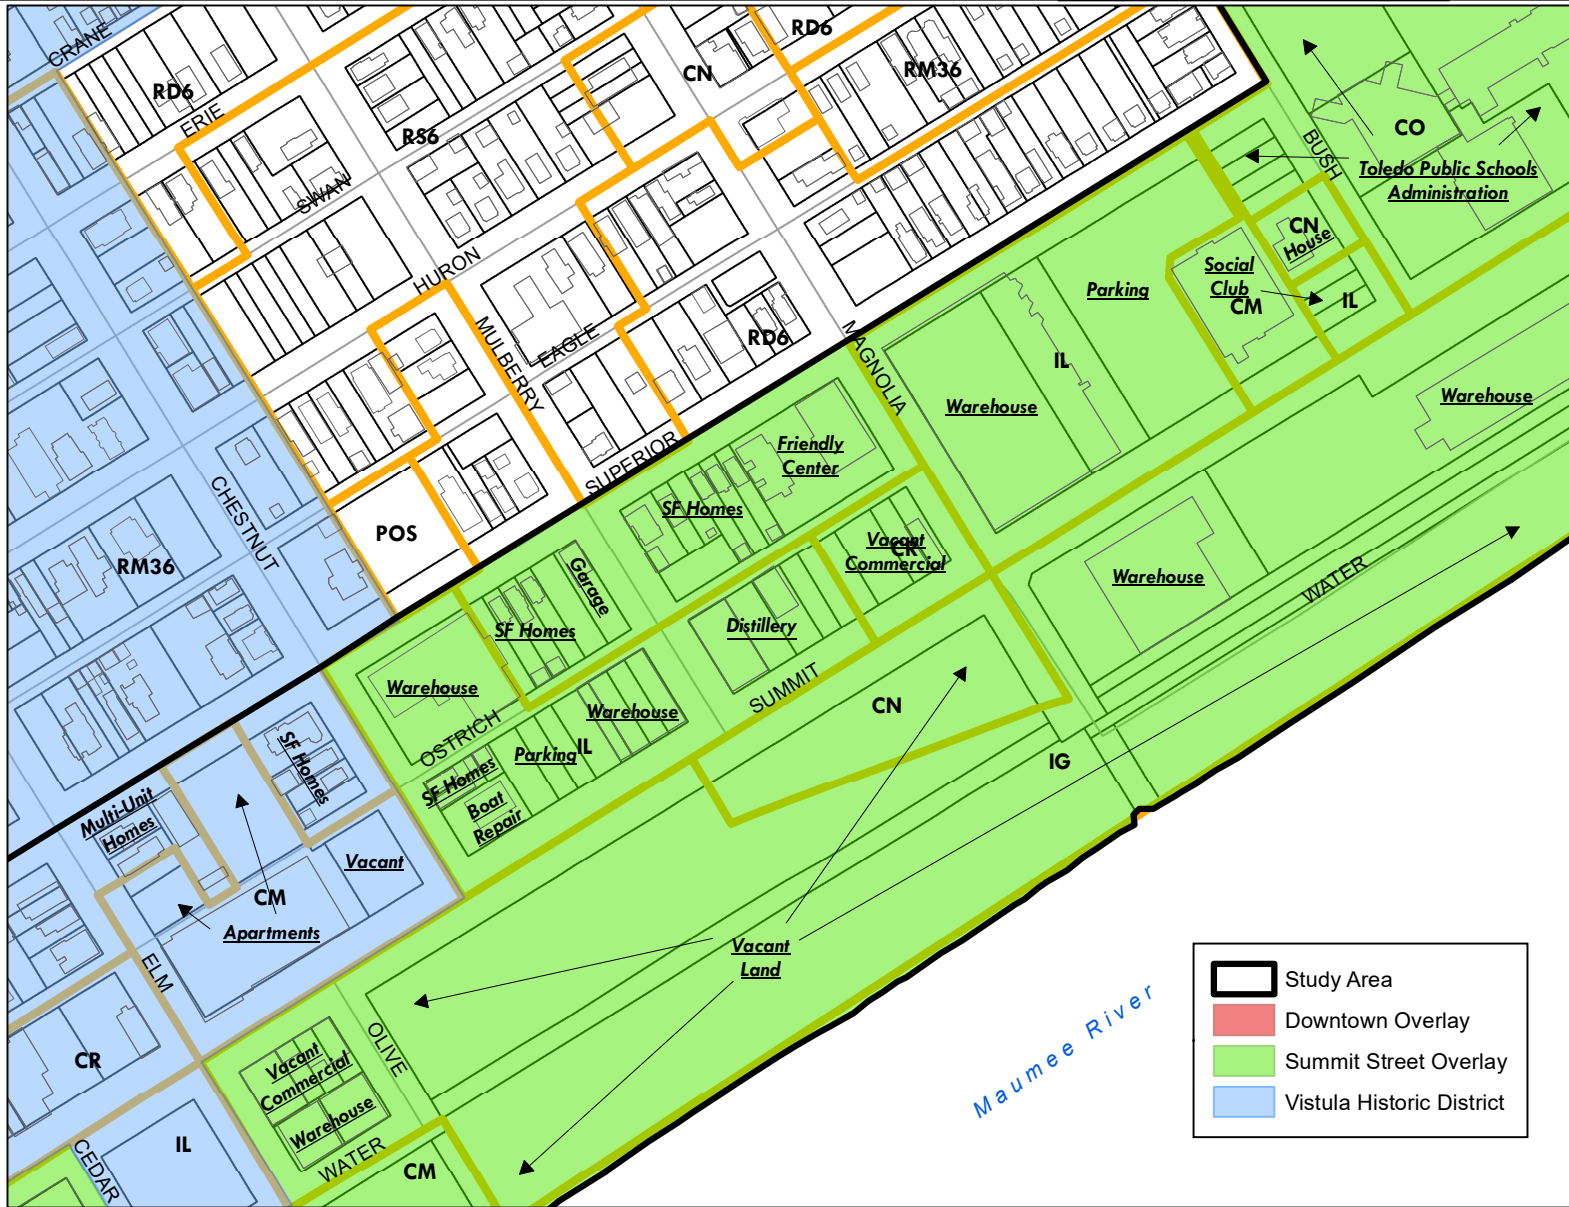 CRANE
RD6
ERIE
RS6
SWAN
HURON
CN
RD6
RM36
BUSH
CO
Toledo Public Schools
Administration
CN
House
Social
Club
CM
IL
Parking
IL
Warehouse
Warehouse
MULBERRY
EAGLE
RD6
MAGNOLIA
SUPERIOR
Friendly
Center
SF Homes
CHESTNUT
RM36
POS
Garage
SF Homes
Vacant
CR
Commercial
Distillery
Warehouse
WATER
Warehouse
OSTRICH
Warehouse
SUMMIT
CN
Parking
IL
SF Homes
Boat
Repair
IG
SF Homes
Multi-Unit
Homes
Vacant
CM
Apartments
ELM
Vacant
Land
CR
OLIVE
Vacant
Commercial
Warehouse
WATER
CM
CEDAR
IL
Maumee River
Study Area
Downtown Overlay
Summit Street Overlay
Vistula Historic District